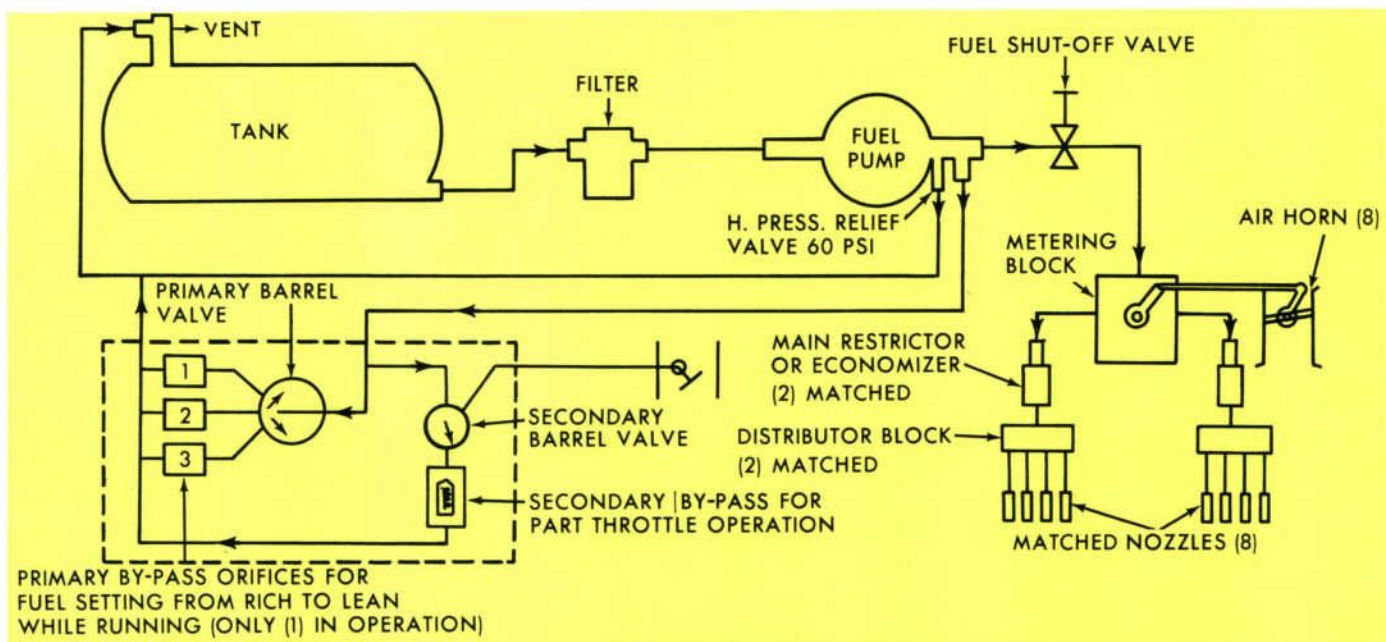 VENT
FUEL SHUT-OFF VALVE
FILTER
TANK
FUEL
PUMP
H. PRESS. RELIEF
VALVE 60 PSI
AIR HORN (8)
METERING
BLOCK
PRIMARY BARREL
VALVE
MAIN RESTRICTOR
OR ECONOMIZER
(2) MATCHED
1
2
3
SECONDARY
BARREL VALVE
DISTRIBUTOR BLOCK
(2) MATCHED
SECONDARY BY-PASS FOR
PART THROTTLE OPERATION
MATCHED NOZZLES (8)
PRIMARY BY-PASS ORIFICES FOR
FUEL SETTING FROM RICH TO LEAN
WHILE RUNNING (ONLY (1) IN OPERATION)